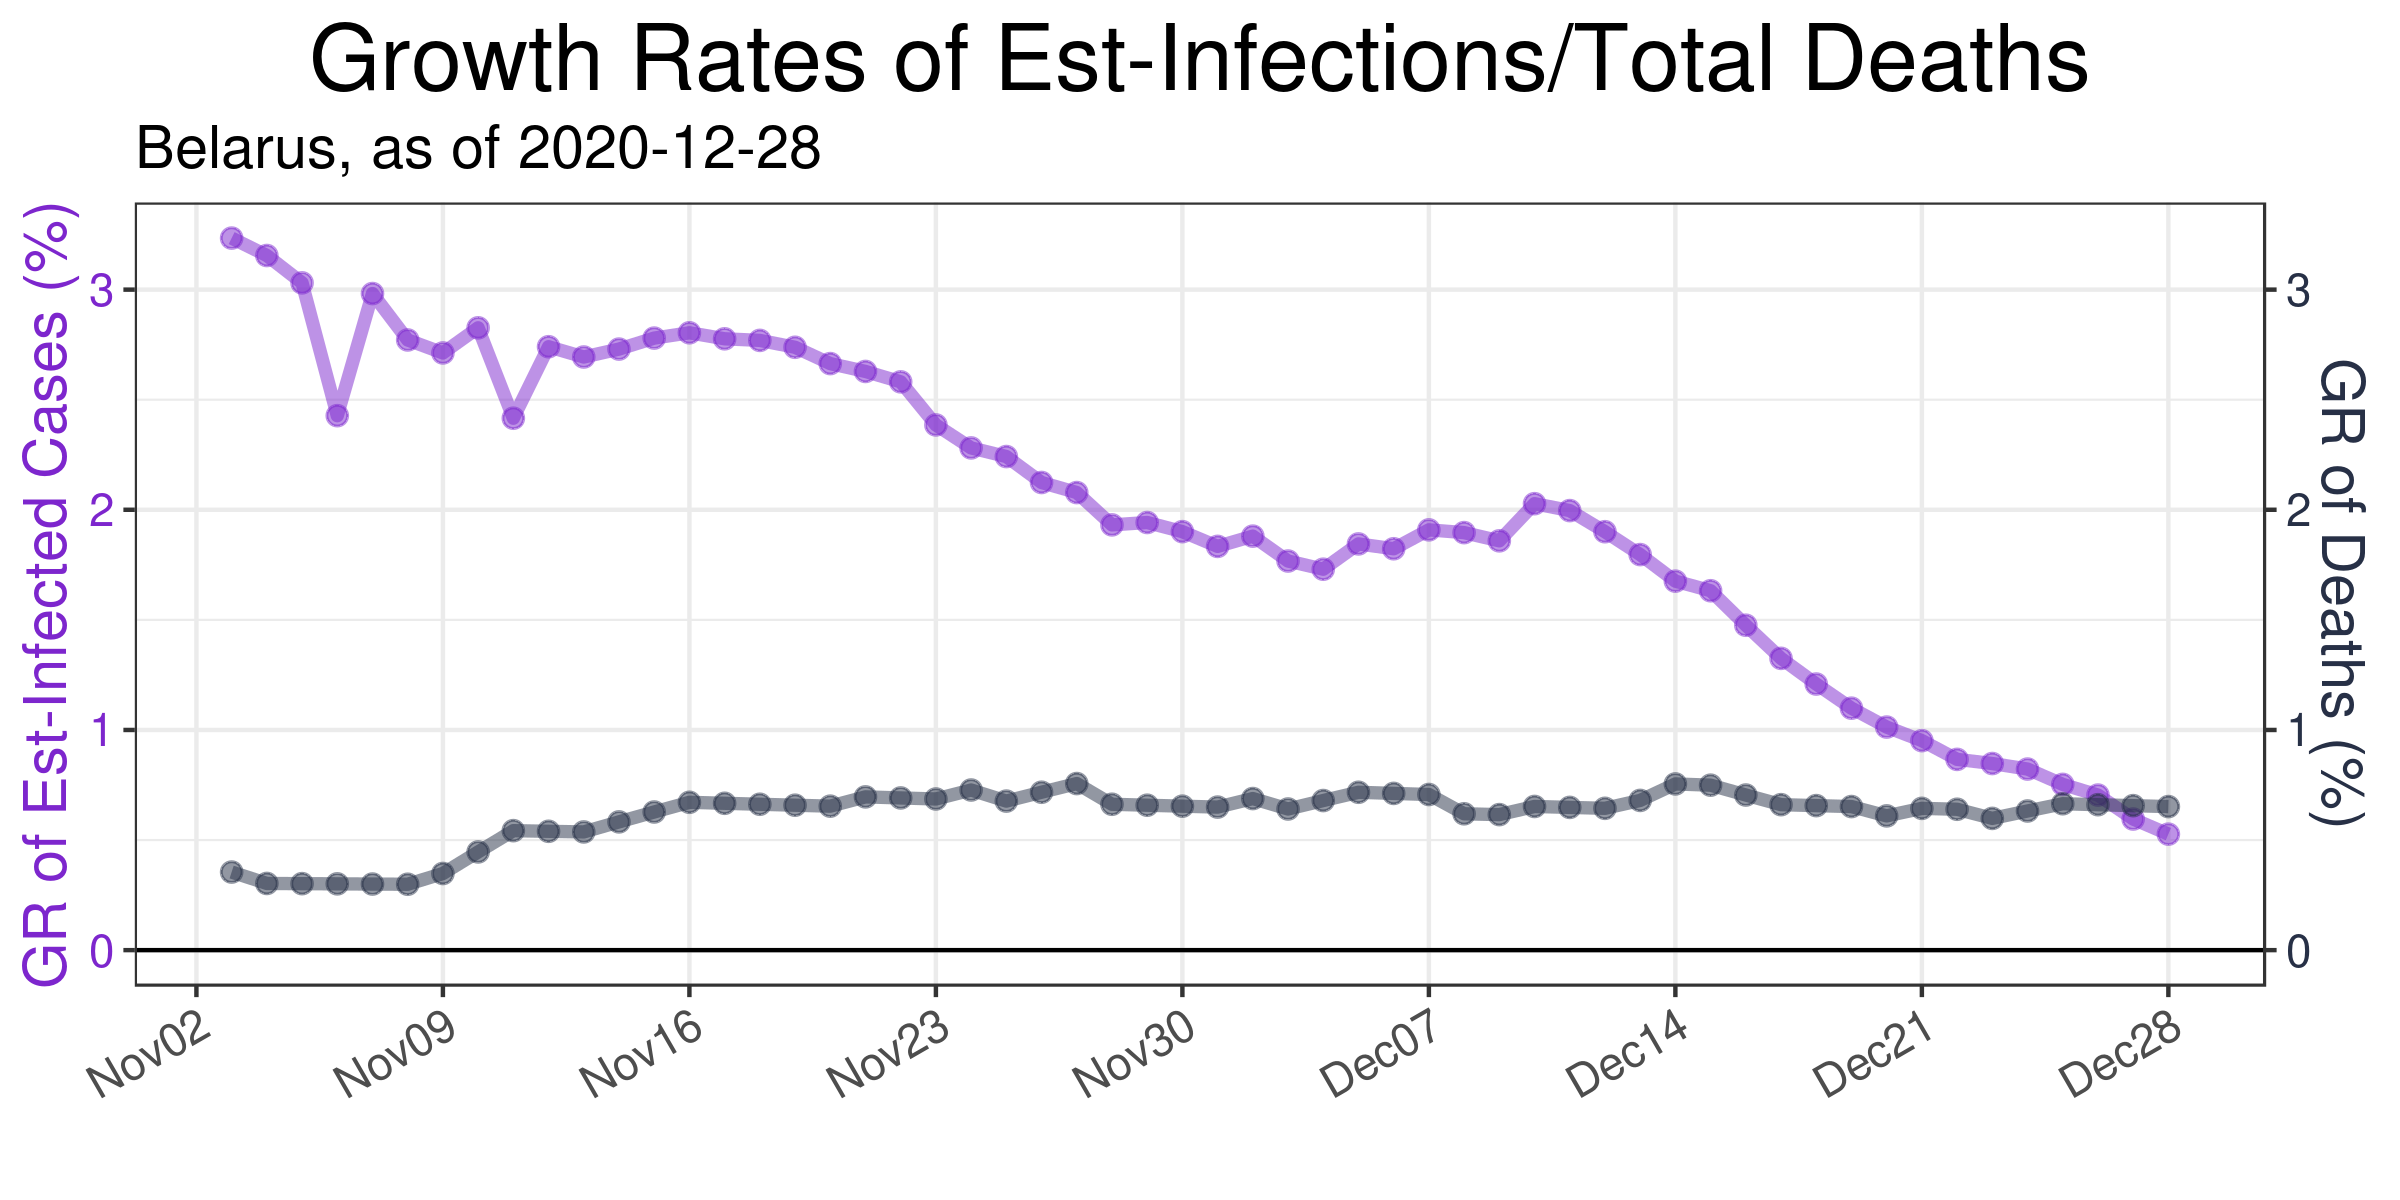 Growth Rates of Est-Infections/Total Deaths
Belarus, as of 2020-12-28
GR of Est-Infected Cases (%)
3
2
1
0
3
2
1
0
GR of Deaths (%)
Nov02
Nov09
Nov16
Nov23
Nov30
Dec07
Dec14
Dec21
Dec28